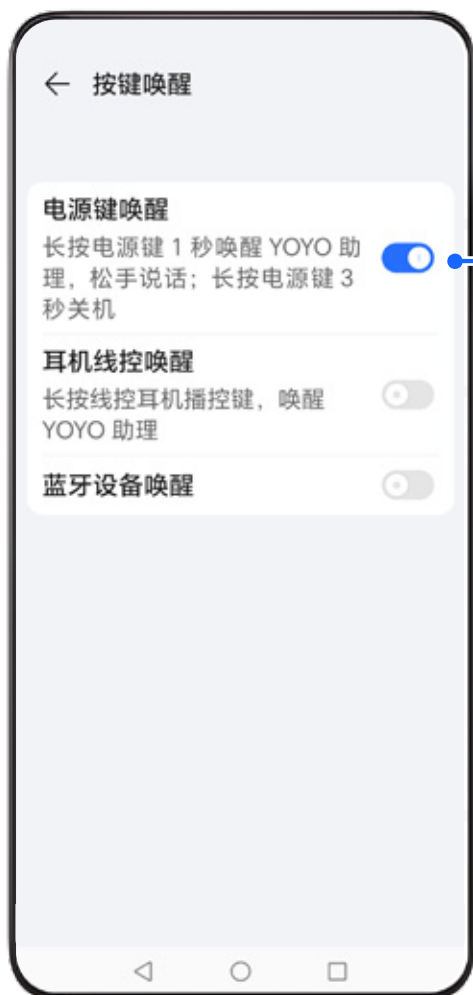 按键唤醒
电源键唤醒
长按电源键 1 秒唤醒 YOYO 助
理，松手说话；长按电源键 3
秒关机
耳机线控唤醒
长按线控耳机播控键，唤醒
YOYO 助理
蓝牙设备唤醒